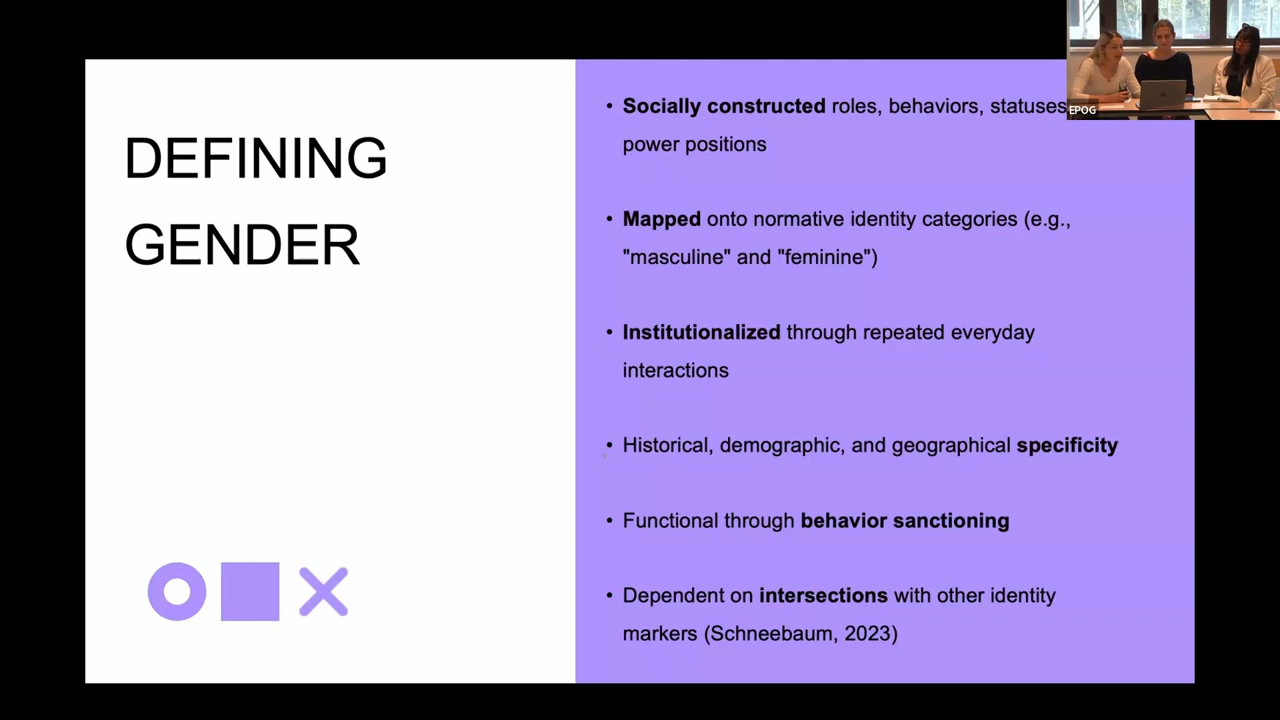 DEFINING
GENDER
• Socially constructed roles, behaviors, statuses
power positions
• Mapped onto normative identity categories (e.g.,
"masculine" and "feminine")
• Institutionalized through repeated everyday
interactions
• Historical, demographic, and geographical specificity
• Functional through behavior sanctioning
• Dependent on intersections with other identity
markers (Schneebaum, 2023)
EPOG